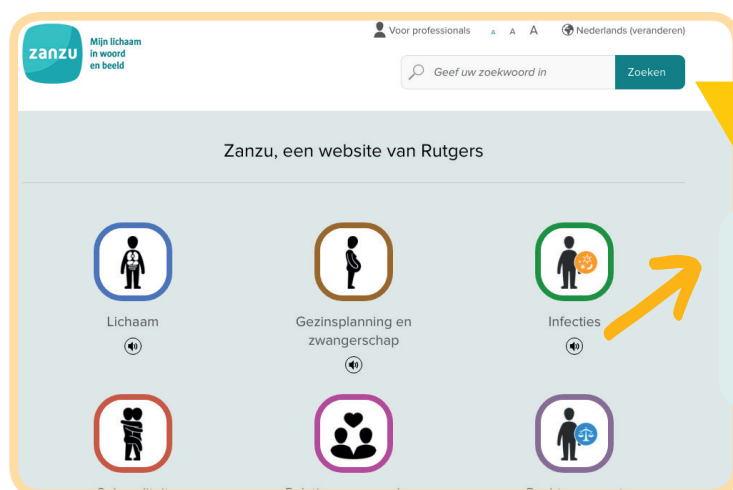 Voor professionals A A A Nederlands (veranderen)
zanzu
Mijn lichaam
in woord
en beeld
Geef uw zoekwoord in Zoeken
Zanzu, een website van Rutgers
Lichaam
Gezinsplanning en
zwangerschap
Infecties